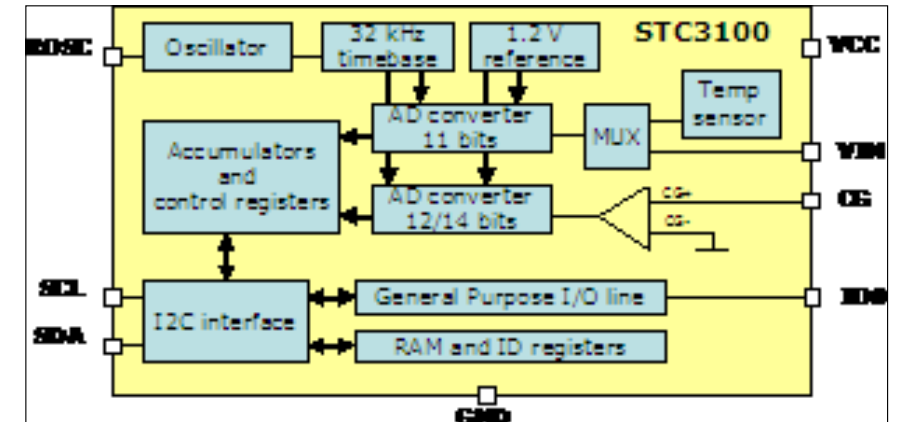 ROSC
Oscillator
32 kHz
timebase
1.2 V
reference
STC3100
VCC
Temp
sensor
AD converter
11 bits
MUX
VIN
Accumulators
and
control registers
AD converter
12/14 bits
CG+
CG-
CG
SCL
General Purpose I/O line
IO0
I2C interface
SDA
RAM and ID registers
GND